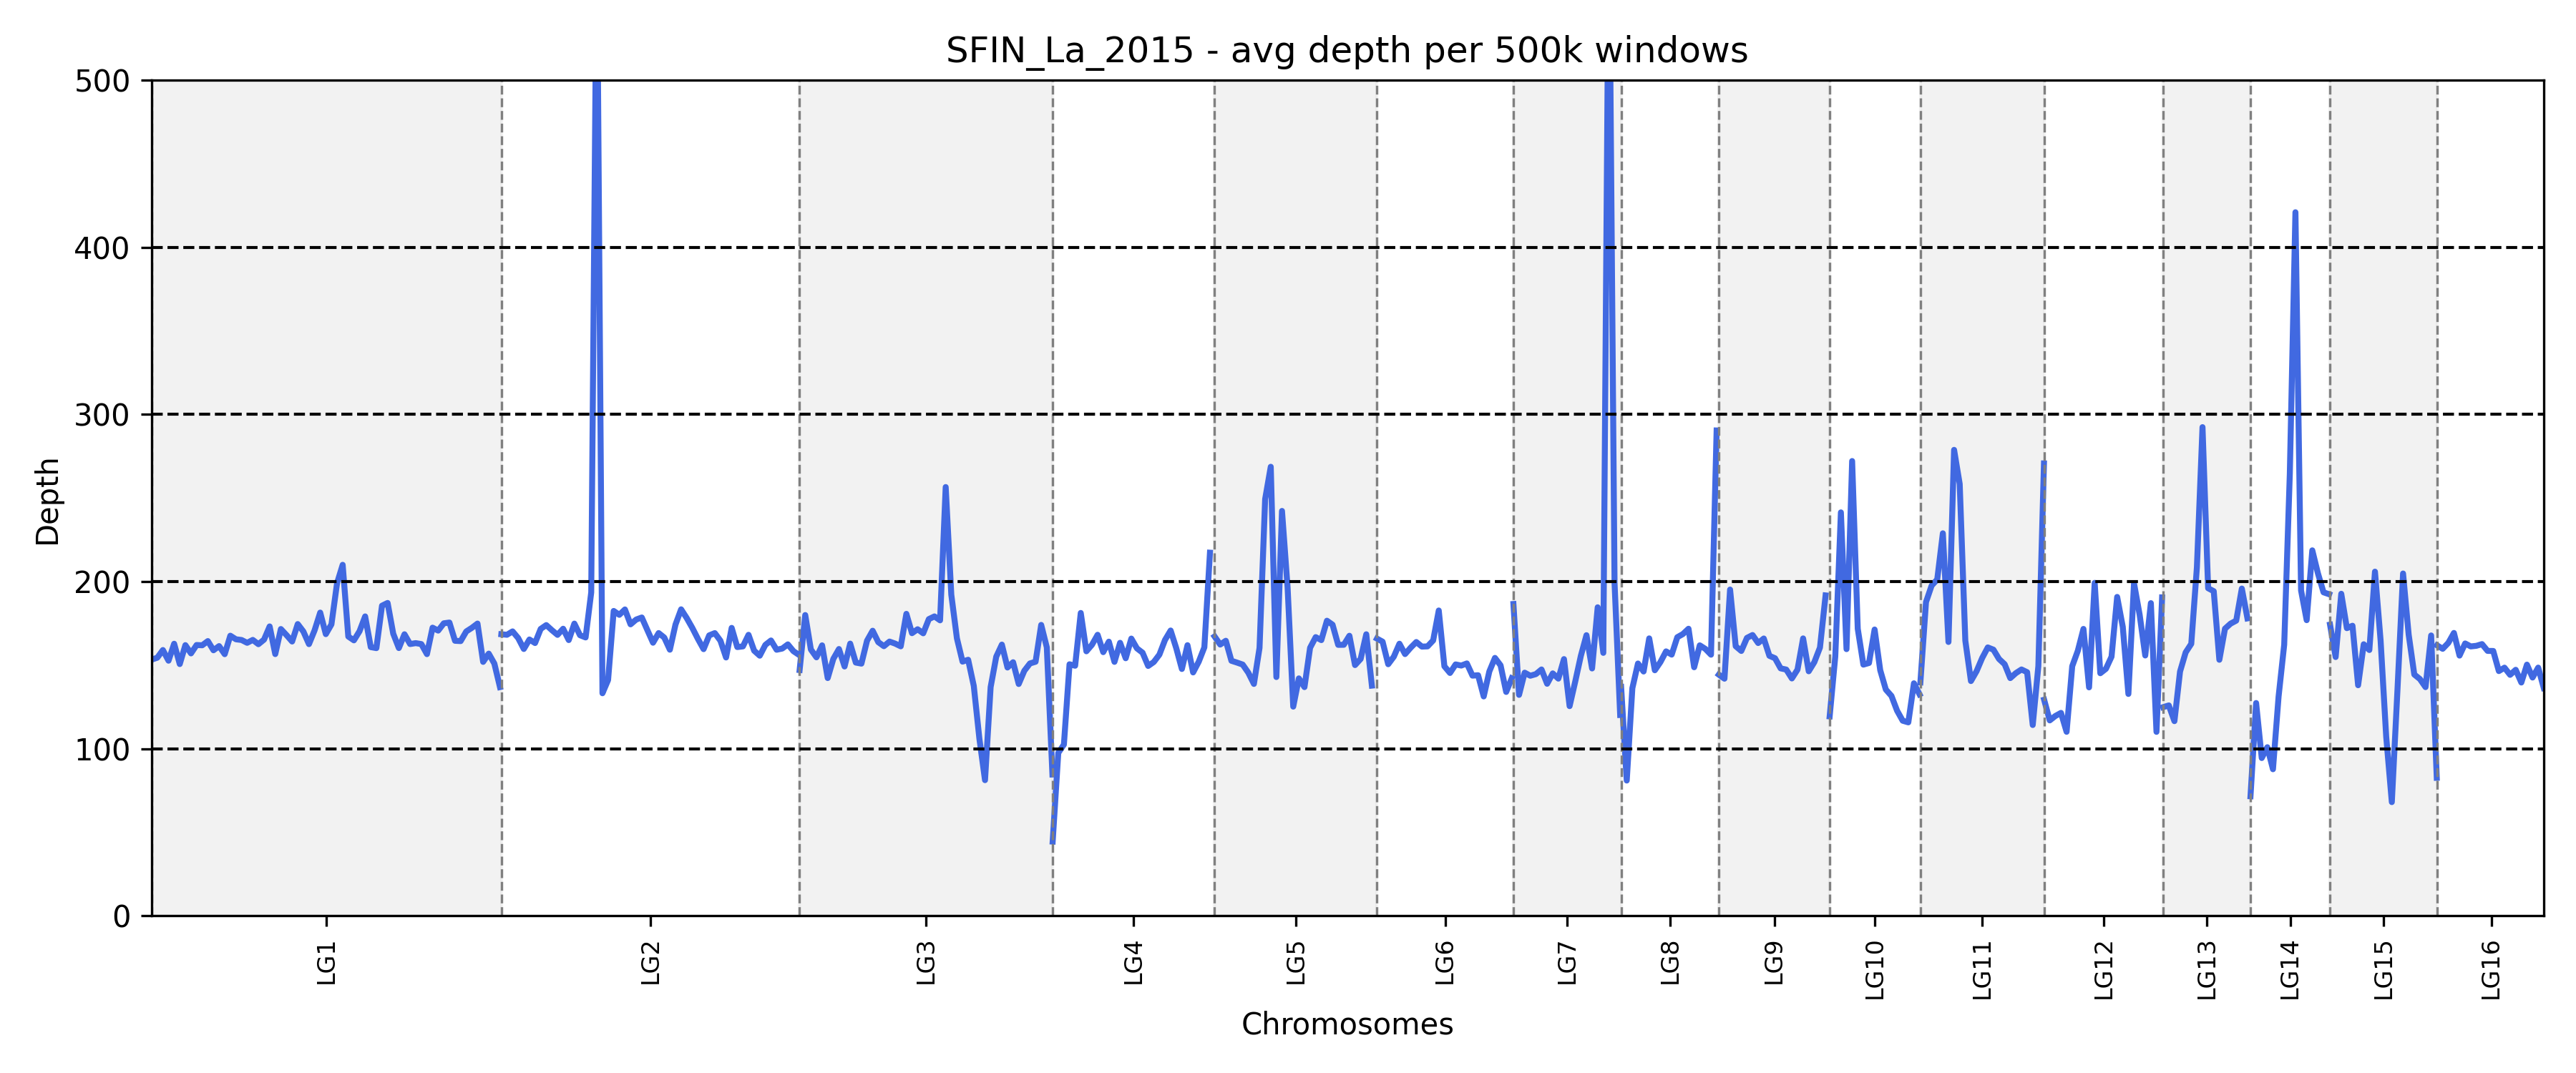 SFIN_La_2015 - avg depth per 500k windows
500
400
300
200
100
0
Depth
LG1
LG2
LG3
LG4
LG5
LG6
LG7
LG8
LG9
LG10
LG11
LG12
LG13
LG14
LG15
LG16
Chromosomes